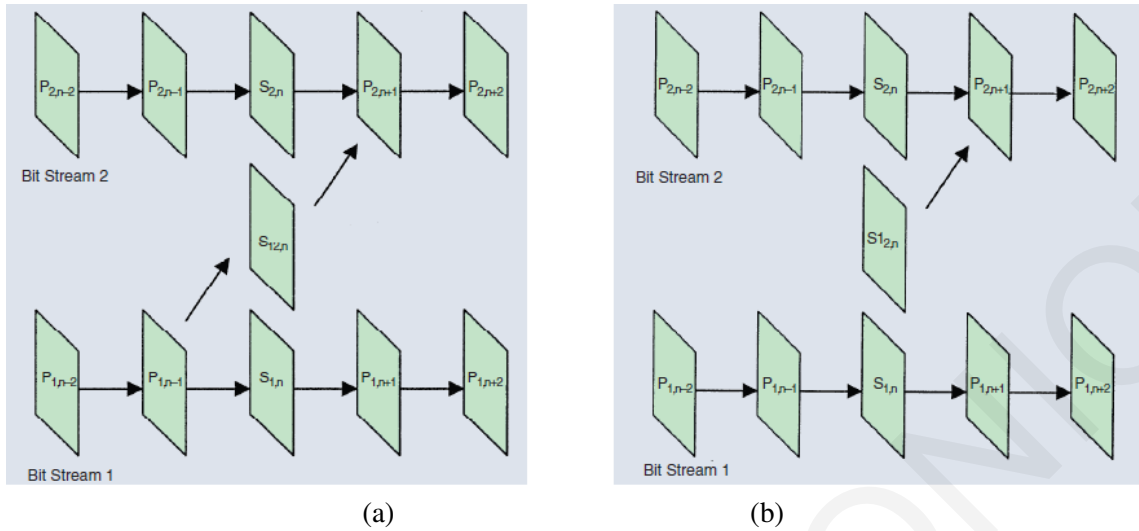 P2,n–2 P2,n–1 S2,n P2,n+1 P2,n+2
Bit Stream 2
S12,n
P1,n–2 P1,n–1 S1,n P1,n+1 P1,n+2
Bit Stream 1
(a)
P2,n–2 P2,n–1 S2,n P2,n+1 P2,n+2
Bit Stream 2
S12,n
P1,n–2 P1,n–1 S1,n P1,n+1 P1,n+2
Bit Stream 1
(b)